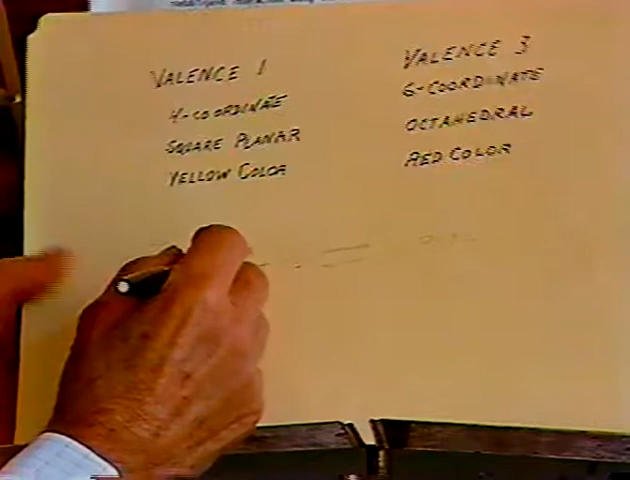 VALENCE 1
4-COORDINATE
SQUARE PLANAR
YELLOW COLOR
VALENCE 3
6-COORDINATE
OCTAHEDRAL
RED COLOR